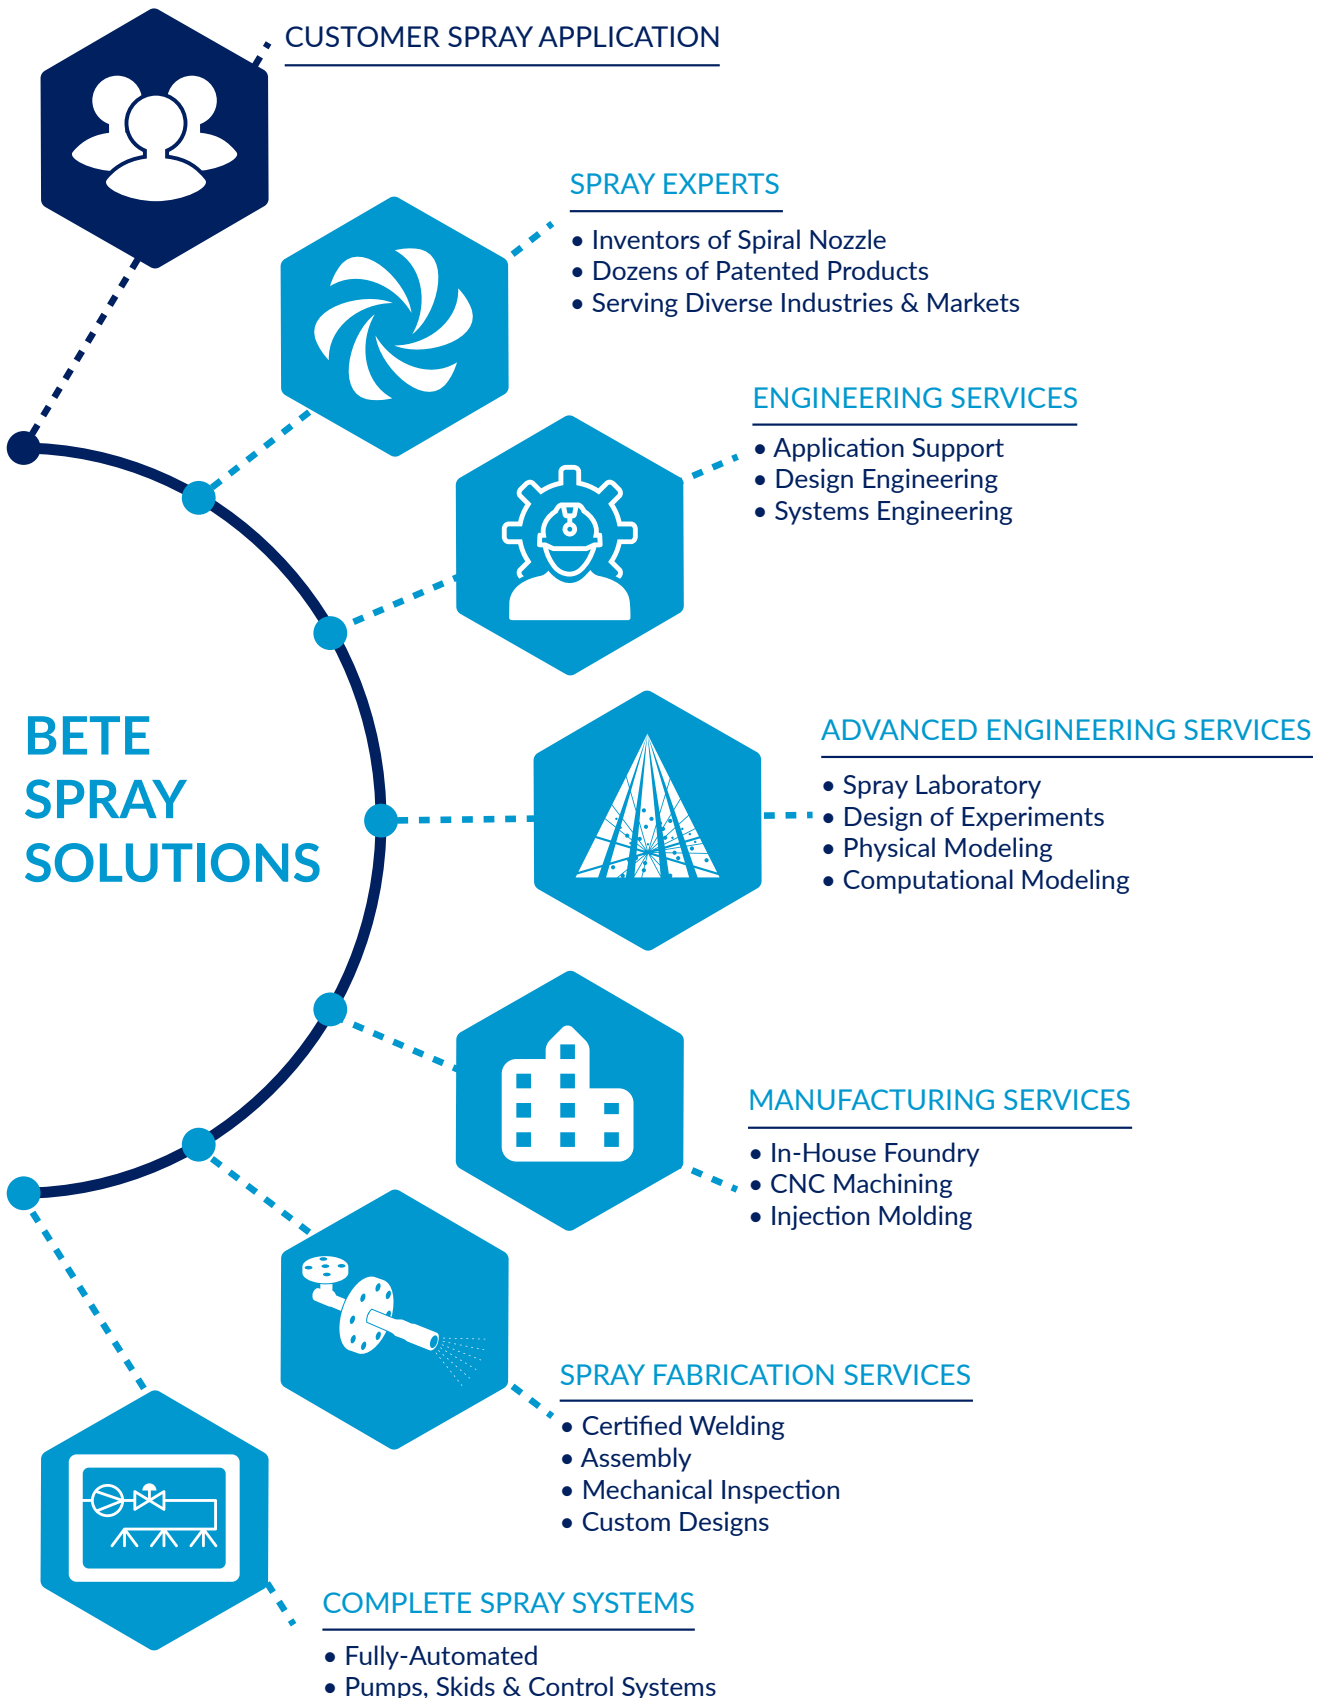 CUSTOMER SPRAY APPLICATION
SPRAY EXPERTS
• Inventors of Spiral Nozzle
• Dozens of Patented Products
• Serving Diverse Industries & Markets
ENGINEERING SERVICES
• Application Support
• Design Engineering
• Systems Engineering
BETE
SPRAY
SOLUTIONS
ADVANCED ENGINEERING SERVICES
• Spray Laboratory
• Design of Experiments
• Physical Modeling
• Computational Modeling
MANUFACTURING SERVICES
• In-House Foundry
• CNC Machining
• Injection Molding
SPRAY FABRICATION SERVICES
• Certified Welding
• Assembly
• Mechanical Inspection
• Custom Designs
COMPLETE SPRAY SYSTEMS
• Fully-Automated
• Pumps, Skids & Control Systems